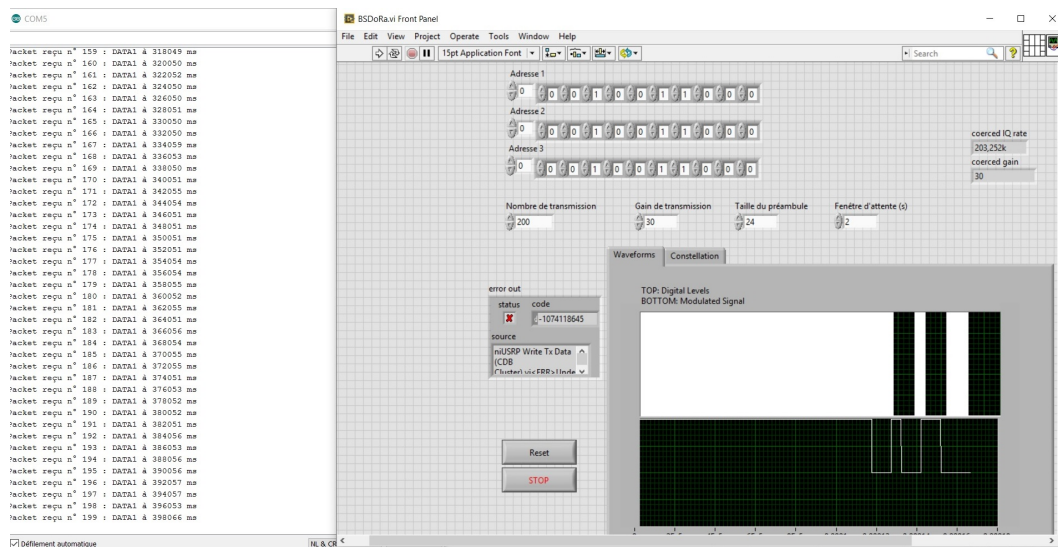 COM5
Packet reçu n° 159 : DATA1 à 318049 ms
Packet reçu n° 160 : DATA1 à 320050 ms
Packet reçu n° 161 : DATA1 à 322052 ms
Packet reçu n° 162 : DATA1 à 324050 ms
Packet reçu n° 163 : DATA1 à 326050 ms
Packet reçu n° 164 : DATA1 à 328051 ms
Packet reçu n° 165 : DATA1 à 330050 ms
Packet reçu n° 166 : DATA1 à 332050 ms
Packet reçu n° 167 : DATA1 à 334059 ms
Packet reçu n° 168 : DATA1 à 336053 ms
Packet reçu n° 169 : DATA1 à 338050 ms
Packet reçu n° 170 : DATA1 à 340051 ms
Packet reçu n° 171 : DATA1 à 342055 ms
Packet reçu n° 172 : DATA1 à 344054 ms
Packet reçu n° 173 : DATA1 à 346051 ms
Packet reçu n° 174 : DATA1 à 348051 ms
Packet reçu n° 175 : DATA1 à 350051 ms
Packet reçu n° 176 : DATA1 à 352051 ms
Packet reçu n° 177 : DATA1 à 354054 ms
Packet reçu n° 178 : DATA1 à 356054 ms
Packet reçu n° 179 : DATA1 à 358055 ms
Packet reçu n° 180 : DATA1 à 360052 ms
Packet reçu n° 181 : DATA1 à 362055 ms
Packet reçu n° 182 : DATA1 à 364051 ms
Packet reçu n° 183 : DATA1 à 366056 ms
Packet reçu n° 184 : DATA1 à 368054 ms
Packet reçu n° 185 : DATA1 à 370055 ms
Packet reçu n° 186 : DATA1 à 372055 ms
Packet reçu n° 187 : DATA1 à 374051 ms
Packet reçu n° 188 : DATA1 à 376053 ms
Packet reçu n° 189 : DATA1 à 378052 ms
Packet reçu n° 190 : DATA1 à 380052 ms
Packet reçu n° 191 : DATA1 à 382051 ms
Packet reçu n° 192 : DATA1 à 384056 ms
Packet reçu n° 193 : DATA1 à 386053 ms
Packet reçu n° 194 : DATA1 à 388056 ms
Packet reçu n° 195 : DATA1 à 390056 ms
Packet reçu n° 196 : DATA1 à 392057 ms
Packet reçu n° 197 : DATA1 à 394057 ms
Packet reçu n° 198 : DATA1 à 396053 ms
Packet reçu n° 199 : DATA1 à 398066 ms
Défilement automatique NL & CR
BSDoRa.vi Front Panel
File Edit View Project Operate Tools Window Help
15pt Application Font Search
Adresse 1
0 0 0 1 0 0 1 1 0 0 0
Adresse 2
0 0 0 1 0 0 1 1 0 0 0
Adresse 3
0 0 0 1 0 0 1 1 0 0 0
coerced IQ rate
203,252k
coerced gain
30
Nombre de transmission Gain de transmission Taille du préambule Fenêtre d'attente (s)
200 30 24 2
Waveforms Constellation
error out
status code
-1074118645
source
niUSRP Write Tx Data
(CDB
Cluster).vi<ERR>Unde
TOP: Digital Levels
BOTTOM: Modulated Signal
Reset
STOP